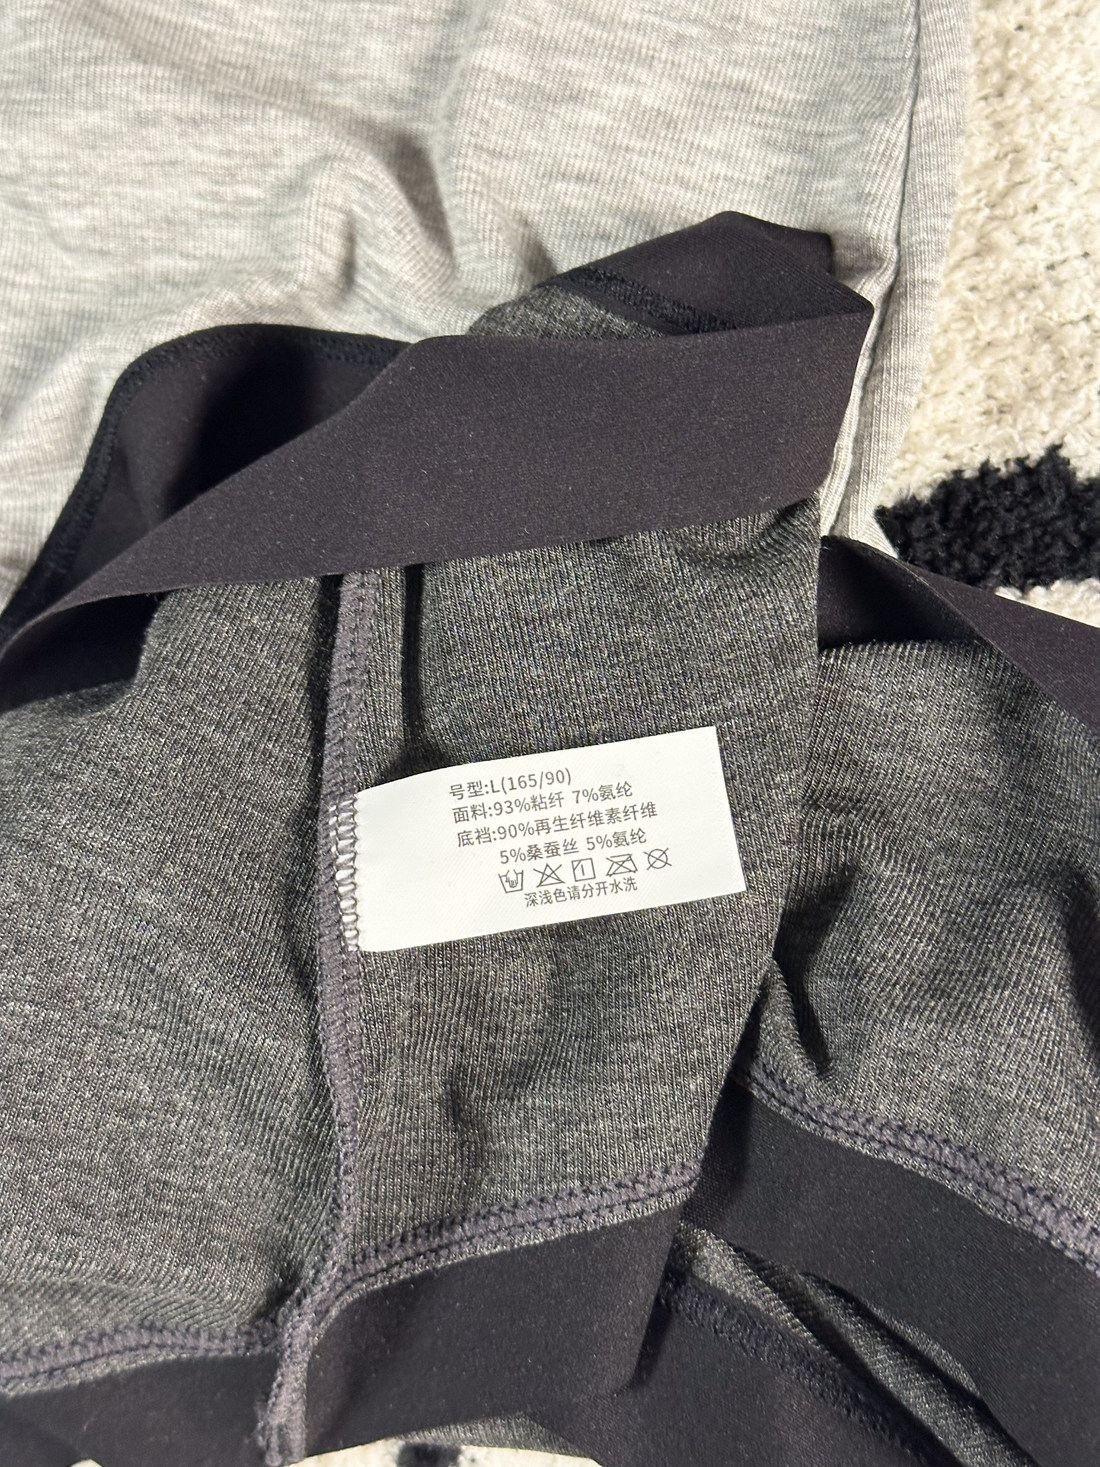 号型:L(165/90)
面料:93%粘纤 7%氨纶
底裆:90%再生纤维素纤维
5%桑蚕丝 5%氨纶
深浅色请分开水洗